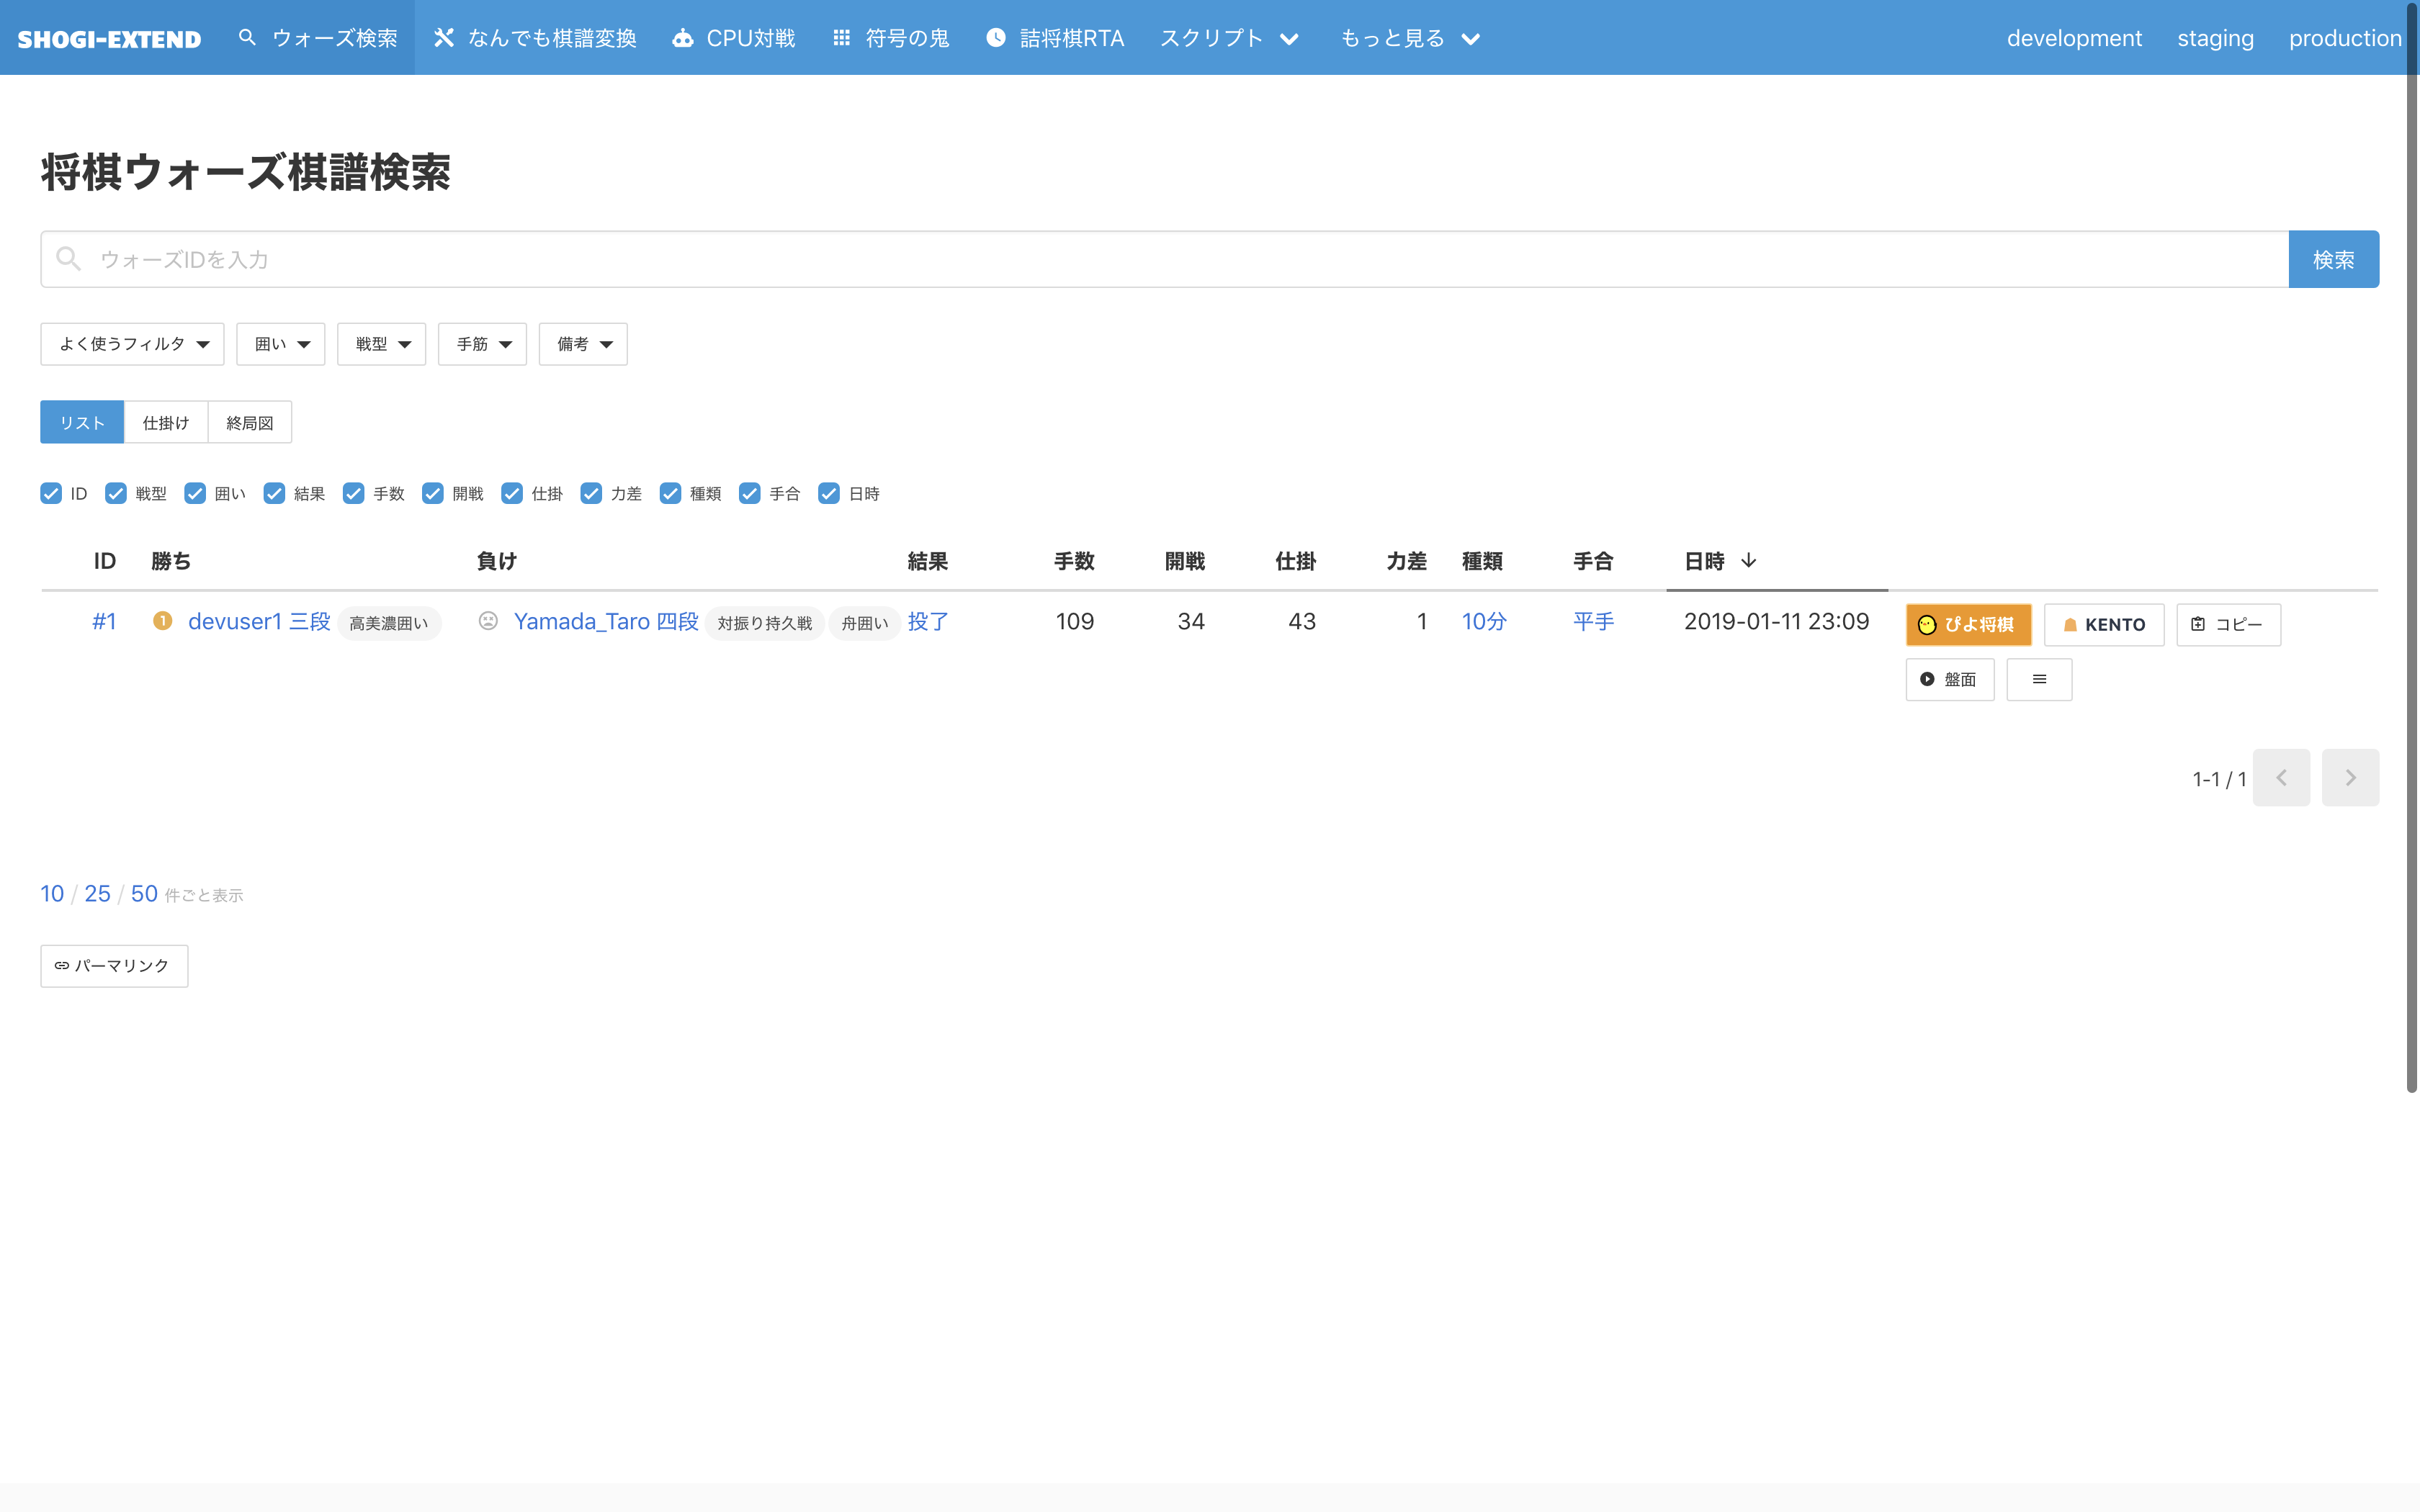 SHOGI-EXTEND ウォーズ検索 なんでも棋譜変換 CPU対戦 符号の鬼 詰将棋RTA スクリプト もっと見る development staging production
将棋ウォーズ棋譜検索
ウォーズIDを入力 検索
よく使うフィルタ 囲い 戦型 手筋 備考
リスト 仕掛け 終局図
ID 戦型 囲い 結果 手数 開戦 仕掛 力差 種類 手合 日時
ID 勝ち 負け 結果 手数 開戦 仕掛 力差 種類 手合 日時
#1 1 devuser1 三段 高美濃囲い Yamada_Taro 四段 対振り持久戦 舟囲い 投了 109 34 43 1 10分 平手 2019-01-11 23:09 ぴよ将棋 KENTO コピー
盤面
1-1 / 1
10 / 25 / 50 件ごと表示
パーマリンク